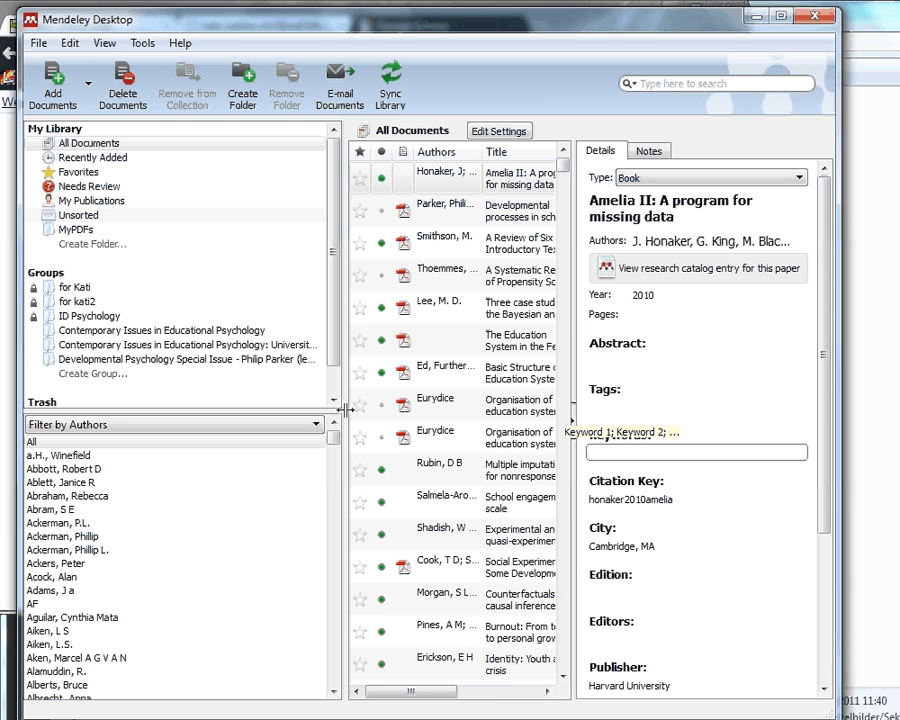 Mendeley Desktop
File Edit View Tools Help
Add Documents
Delete Documents
Remove from Collection
Create Folder
Remove Folder
E-mail Documents
Sync Library
Type here to search
My Library
All Documents
Recently Added
Favorites
Needs Review
My Publications
Unsorted
MyPDFs
Create Folder...
Groups
for Kati
for kati2
ID Psychology
Contemporary Issues in Educational Psychology
Contemporary Issues in Educational Psychology: Universit...
Developmental Psychology Special Issue - Philip Parker (le...
Create Group...
Trash
Filter by Authors
All
a.H., Winefield
Abbott, Robert D
Ablett, Janice R
Abraham, Rebecca
Abram, S E
Ackerman, P.L.
Ackerman, Phillip
Ackerman, Phillip L.
Ackers, Peter
Acock, Alan
Adams, J a
AF
Aguilar, Cynthia Mata
Aiken, L S
Aiken, L.S.
Aken, Marcel A G V A N
Alamuddin, R.
Alberts, Bruce
Albrecht, Anna
All Documents
Edit Settings
Authors Title
Honaker, J; ... Amelia II: A prog
for missing data
Parker, Phili... Developmental
processes in sch
Smithson, M. A Review of Six
Introductory Te
Thoemmes, ... A Systematic Re
of Propensity Sc
Lee, M. D. Three case stud
the Bayesian an
The Education
System in the Fe
Ed, Further... Basic Structure o
Education Syste
Eurydice Organisation of
education system
Eurydice Organisation of
education system
Rubin, D B Multiple imputati
for nonresponse
Salmela-Aro... School engagem
scale
Shadish, W ... Experimental an
quasi-experimen
Cook, T D; S... Social Experimer
Some Developm
Morgan, S L... Counterfactuals
causal inference
Pines, A M; ... Burnout: From t
to personal grow
Erickson, E H Identity: Youth a
crisis
Details Notes
Type: Book
Amelia II: A program for
missing data
Authors: J. Honaker, G. King, M. Blac...
View research catalog entry for this paper
Year: 2010
Pages:
Abstract:
Tags:
Keyword 1; Keyword 2; ...
Keywords:
Citation Key:
honaker2010amelia
City:
Cambridge, MA
Edition:
Editors:
Publisher:
Harvard University
2011 11:40